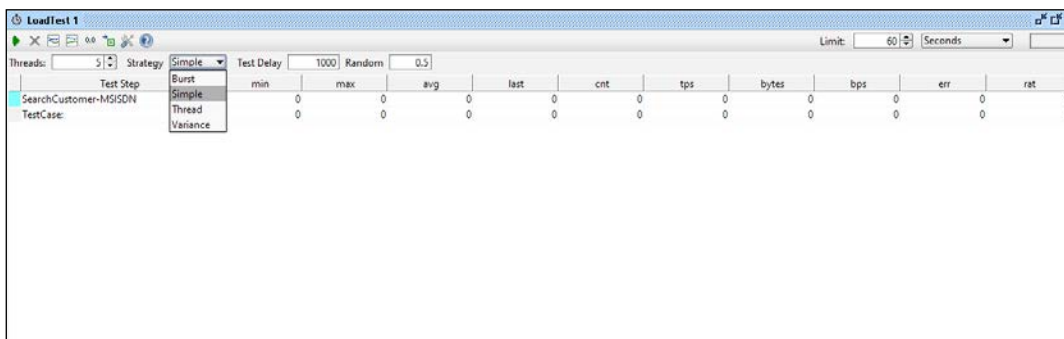 LoadTest 1
0.0 Limit: 60 Seconds
Threads: 5 Strategy Simple Test Delay 1000 Random 0.5
Test Step min max avg last cnt tps bytes bps err rat
Burst
Simple
Thread
Variance
SearchCustomer-MSISDN 0 0 0 0 0 0 0 0 0
TestCase: 0 0 0 0 0 0 0 0 0